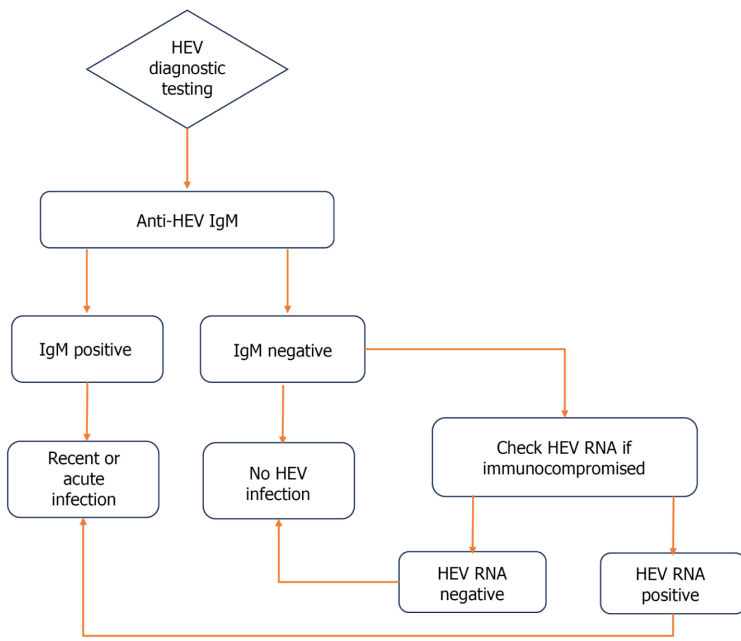 HEV
diagnostic
testing
Anti-HEV IgM
IgM positive
IgM negative
Recent or
acute
infection
No HEV
infection
Check HEV RNA if
immunocompromised
HEV RNA
negative
HEV RNA
positive